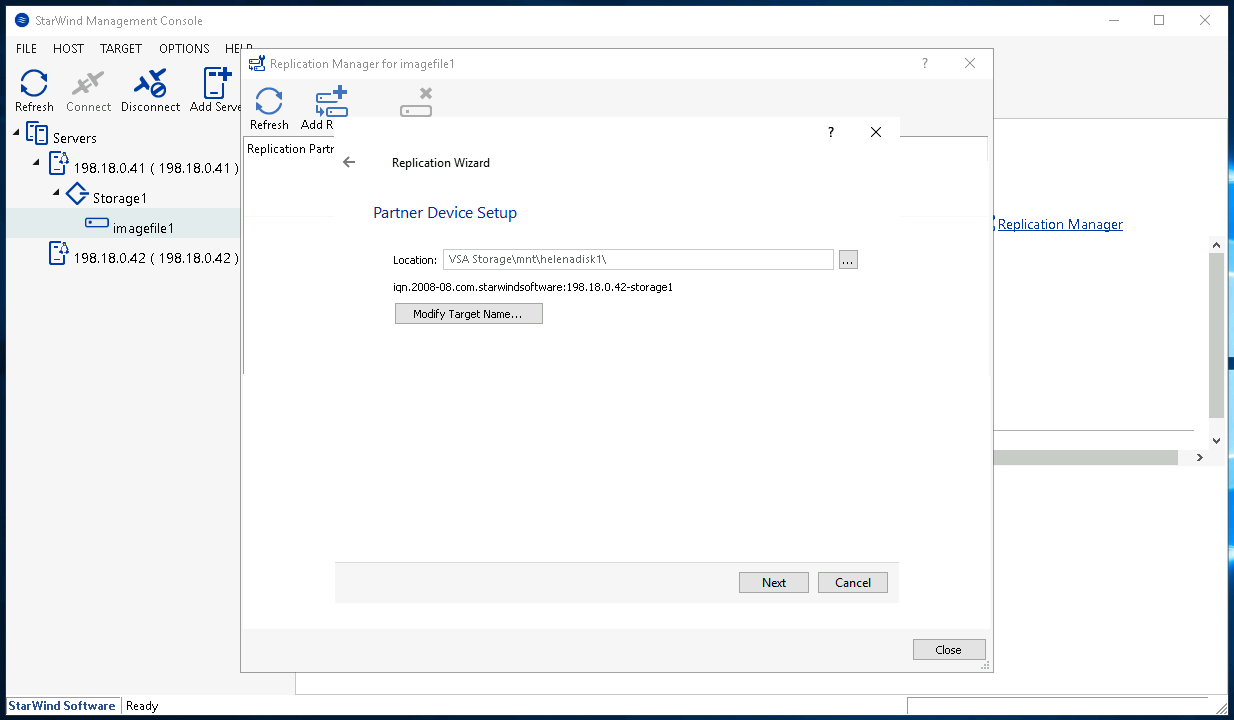 StarWind Management Console
FILE HOST TARGET OPTIONS HELP
Refresh Connect Disconnect Add Serve
Servers
198.18.0.41 ( 198.18.0.41 )
Storage1
imagefile1
198.18.0.42 ( 198.18.0.42 )
Replication Manager for imagefile1
?
Refresh Add R
Replication Partn
?
Replication Wizard
Partner Device Setup
Location: VSA Storage\mnt\helenadisk1\ ...
iqn.2008-08.com.starwindsoftware:198.18.0.42-storage1
Modify Target Name...
Next Cancel
Close
Replication Manager
StarWind Software Ready